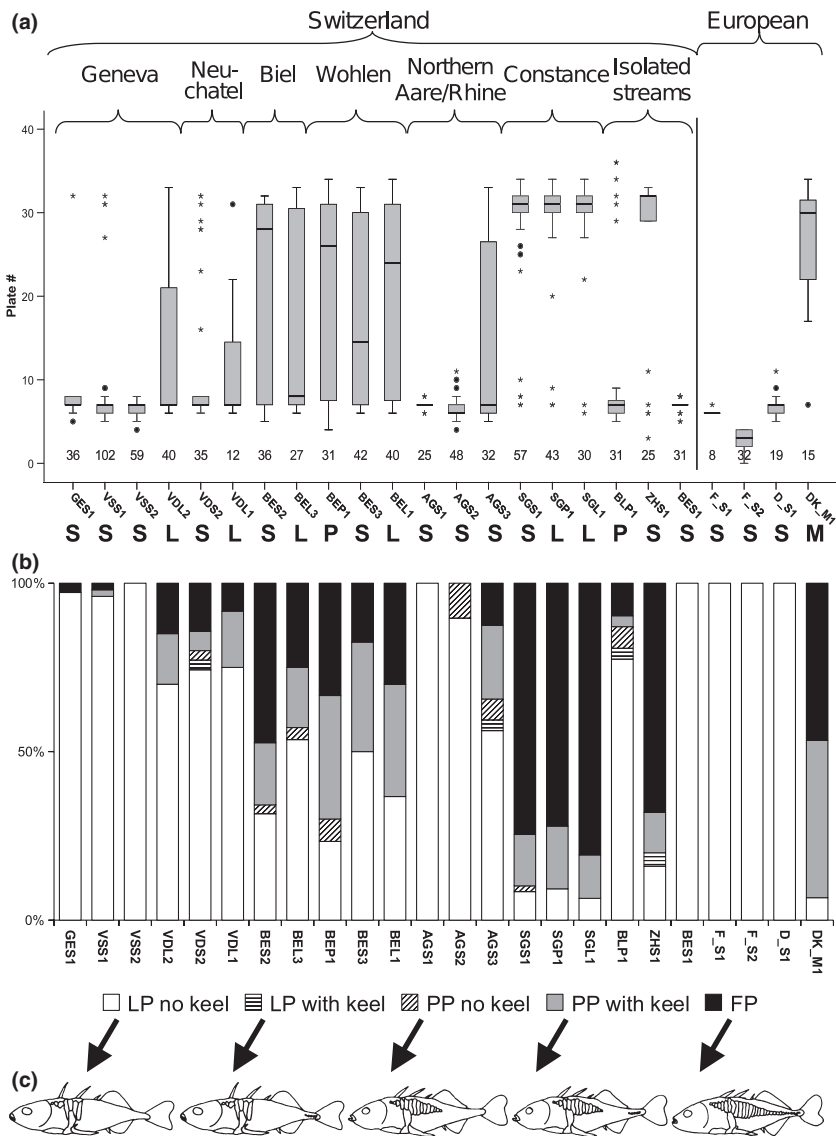 (a)
Switzerland European
Geneva Neu- Biel Wohlen Northern Constance Isolated
chatel Aare/Rhine streams
Plate #
40
30
20
10
0
36 102 59 40 35 12 36 27 31 42 40 25 48 32 57 43 30 31 25 31 8 32 19 15
GES1 VSS1 VSS2 VDL2 VDS2 VDL1 BES2 BEL3 BEP1 BES3 BEL1 AGS1 AGS2 AGS3 SGS1 SGP1 SGL1 BLP1 ZHS1 BES1 F_S1 F_S2 D_S1 DK_M1
S S S L S L S L P S L S S S S L L P S S S S S M
(b)
100%
50%
0%
GES1 VSS1 VSS2 VDL2 VDS2 VDL1 BES2 BEL3 BEP1 BES3 BEL1 AGS1 AGS2 AGS3 SGS1 SGP1 SGL1 BLP1 ZHS1 BES1 F_S1 F_S2 D_S1 DK_M1
LP no keel LP with keel PP no keel PP with keel FP
(c)